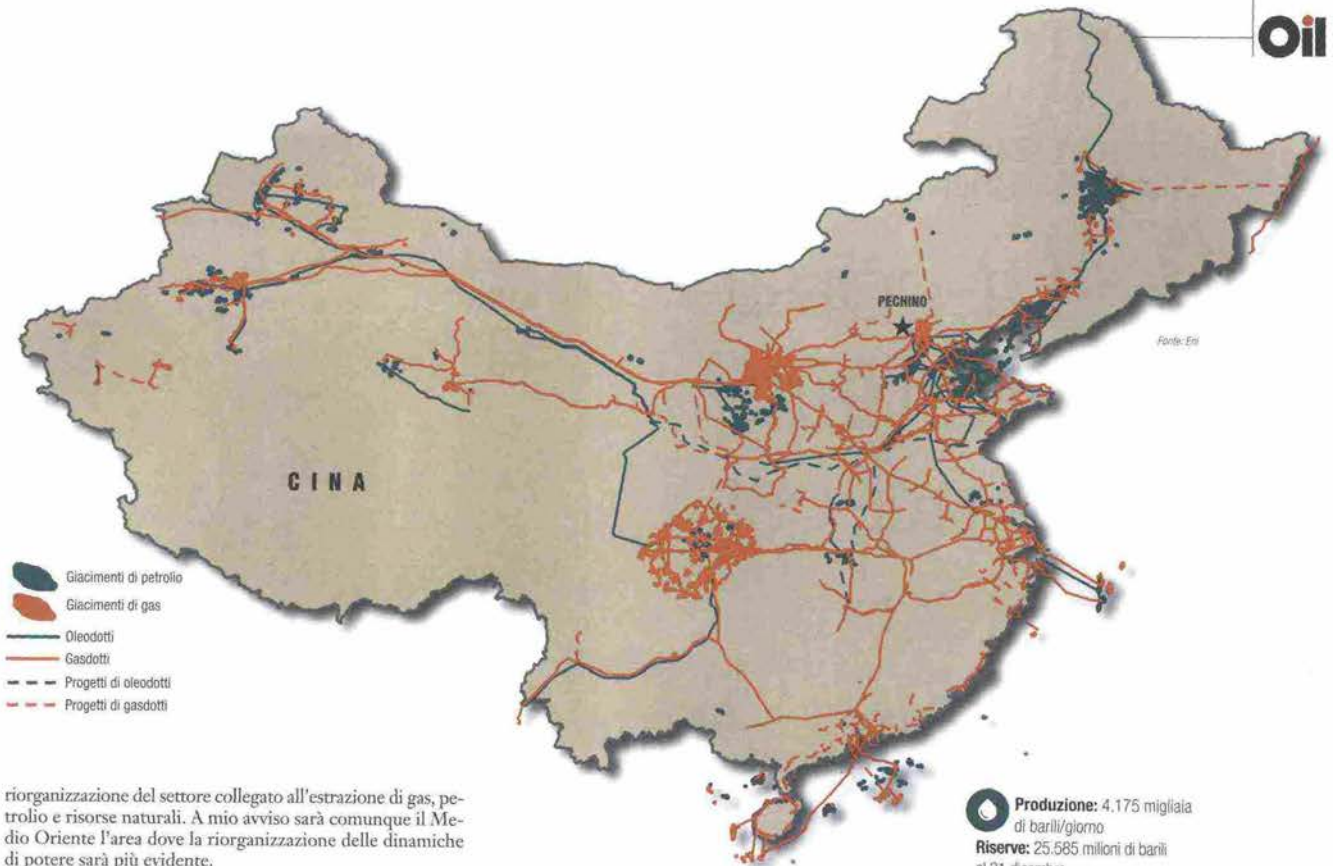 Oil
PECHINO
Fonte: Eni
CINA
Giacimenti di petrolio
Giacimenti di gas
Oleodotti
Gasdotti
Progetti di oleodotti
Progetti di gasdotti
riorganizzazione del settore collegato all'estrazione di gas, pe-
trolio e risorse naturali. A mio avviso sarà comunque il Me-
dio Oriente l'area dove la riorganizzazione delle dinamiche
di potere sarà più evidente.
Produzione: 4.175 migliaia
di barili/giorno
Riserve: 25.585 milioni di barili